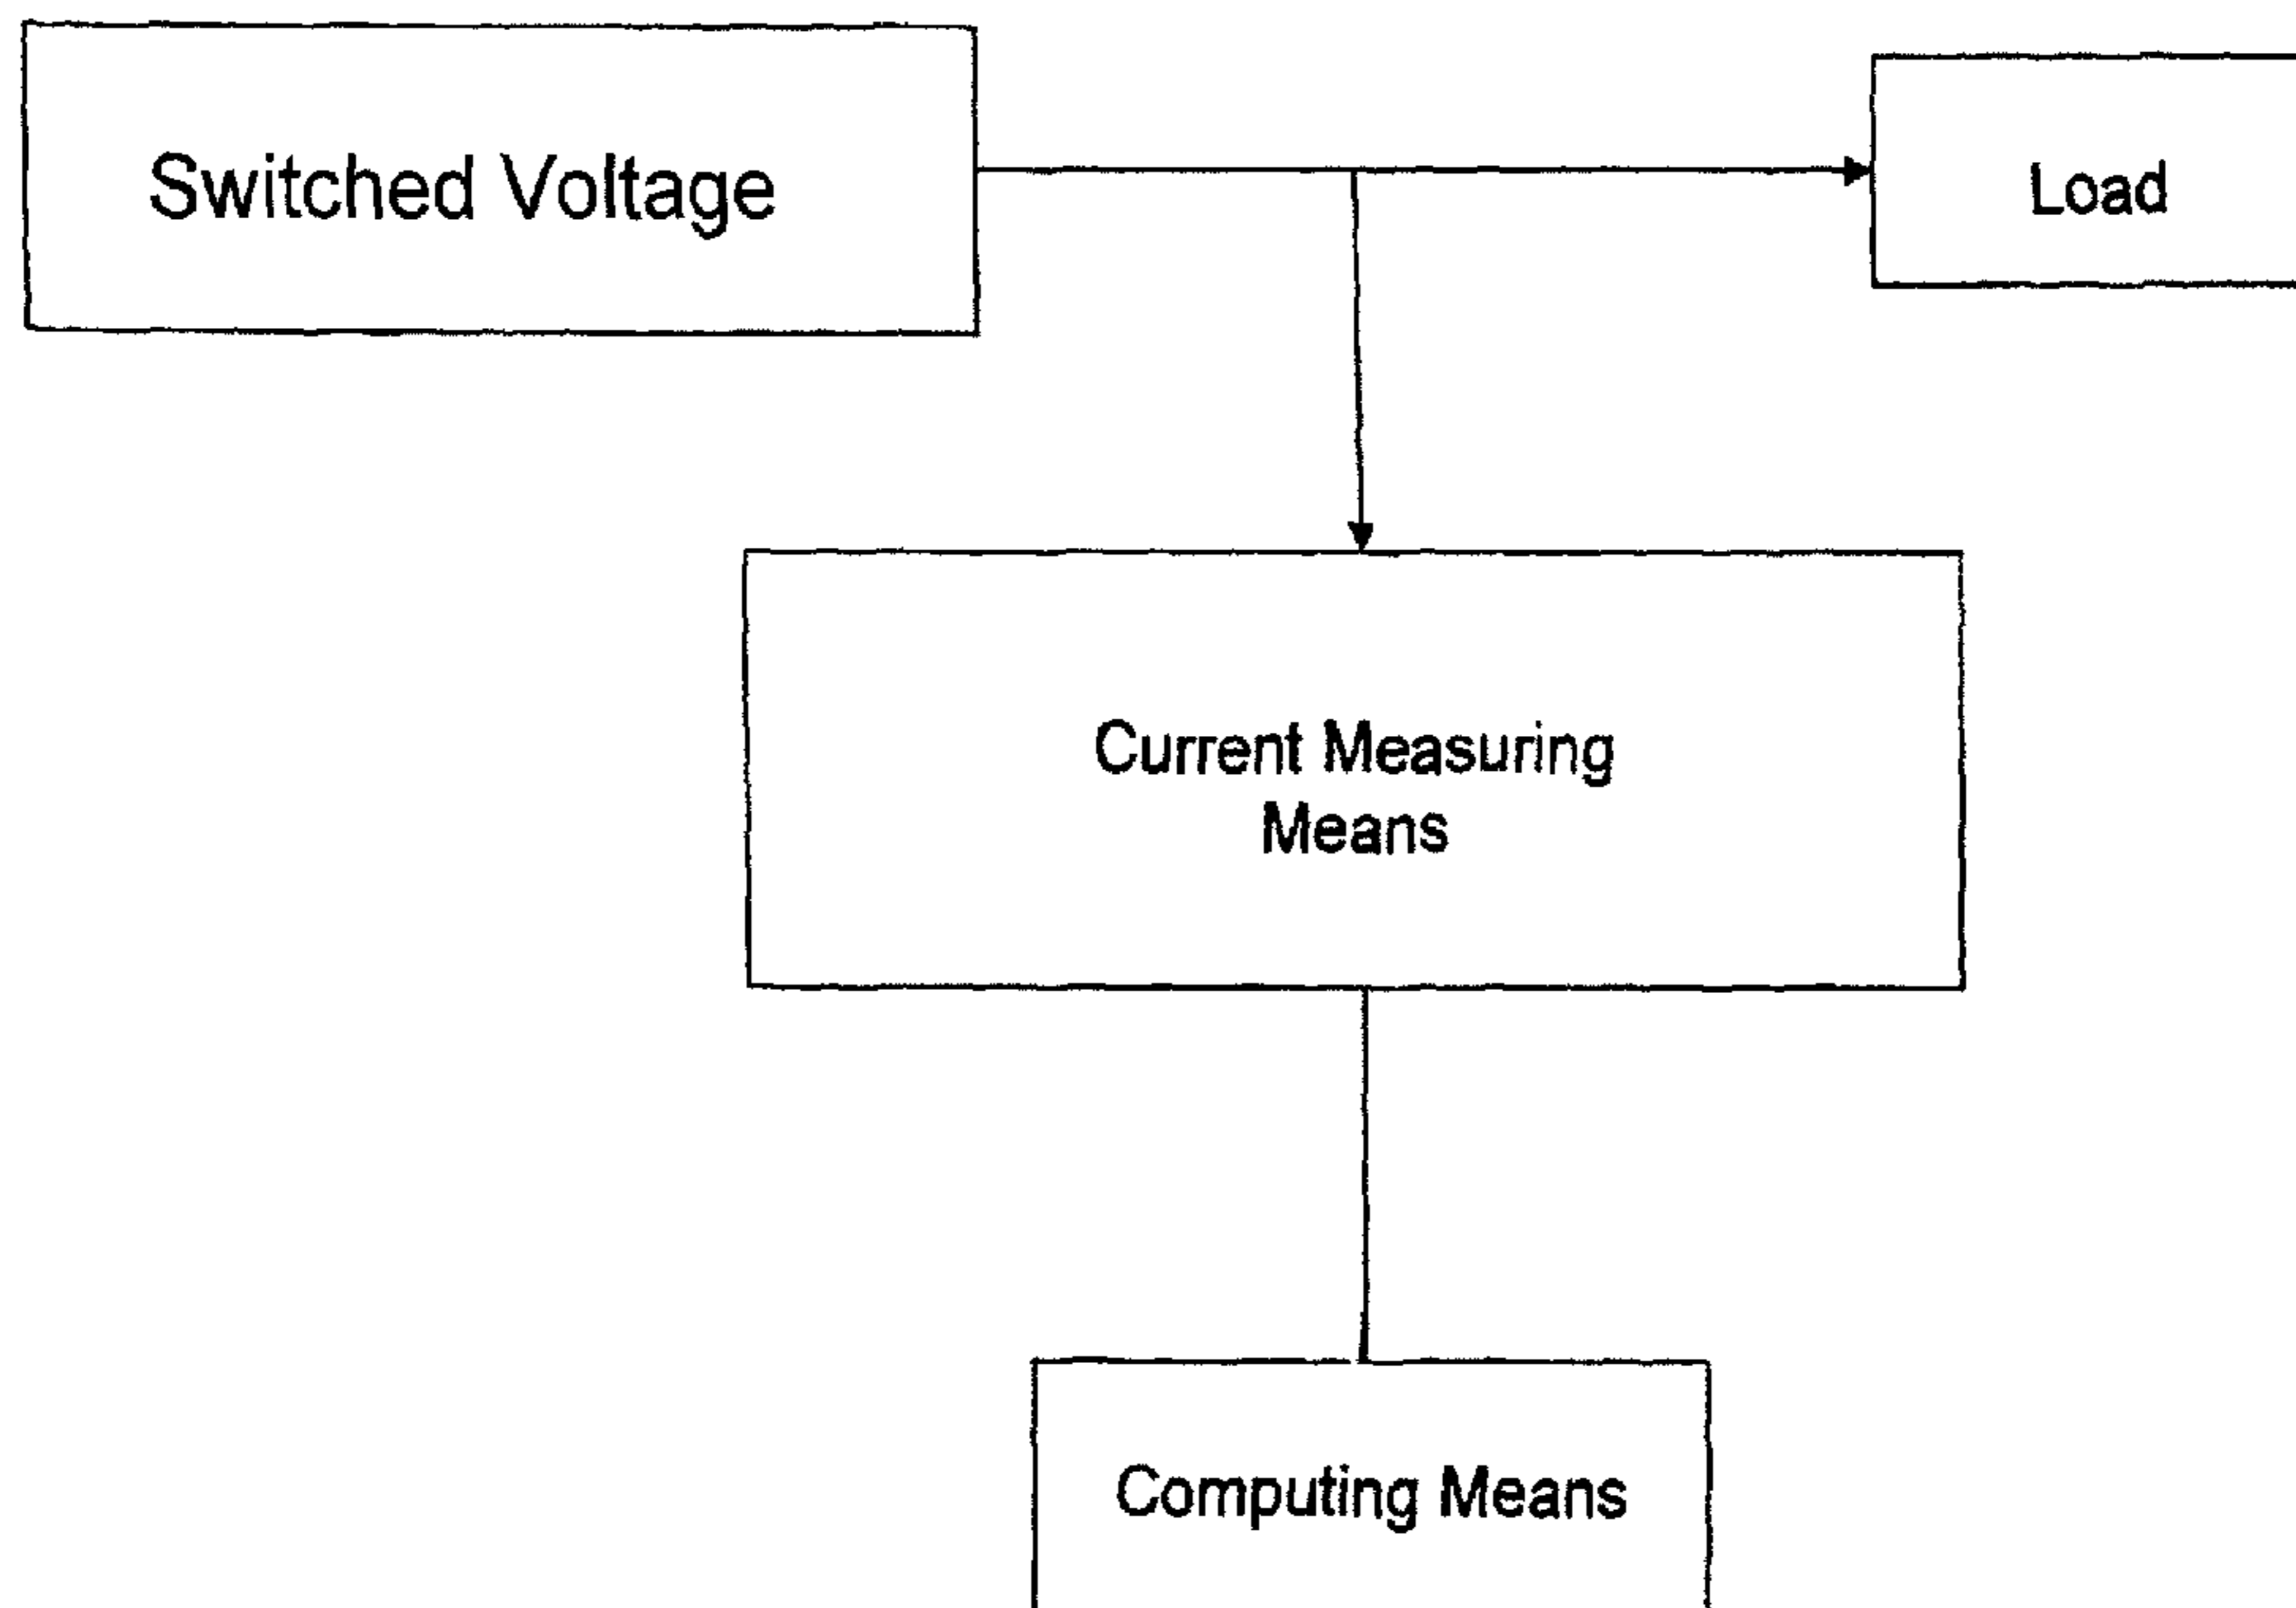 Switched Voltage
Load
Current Measuring
Means
Computing Means